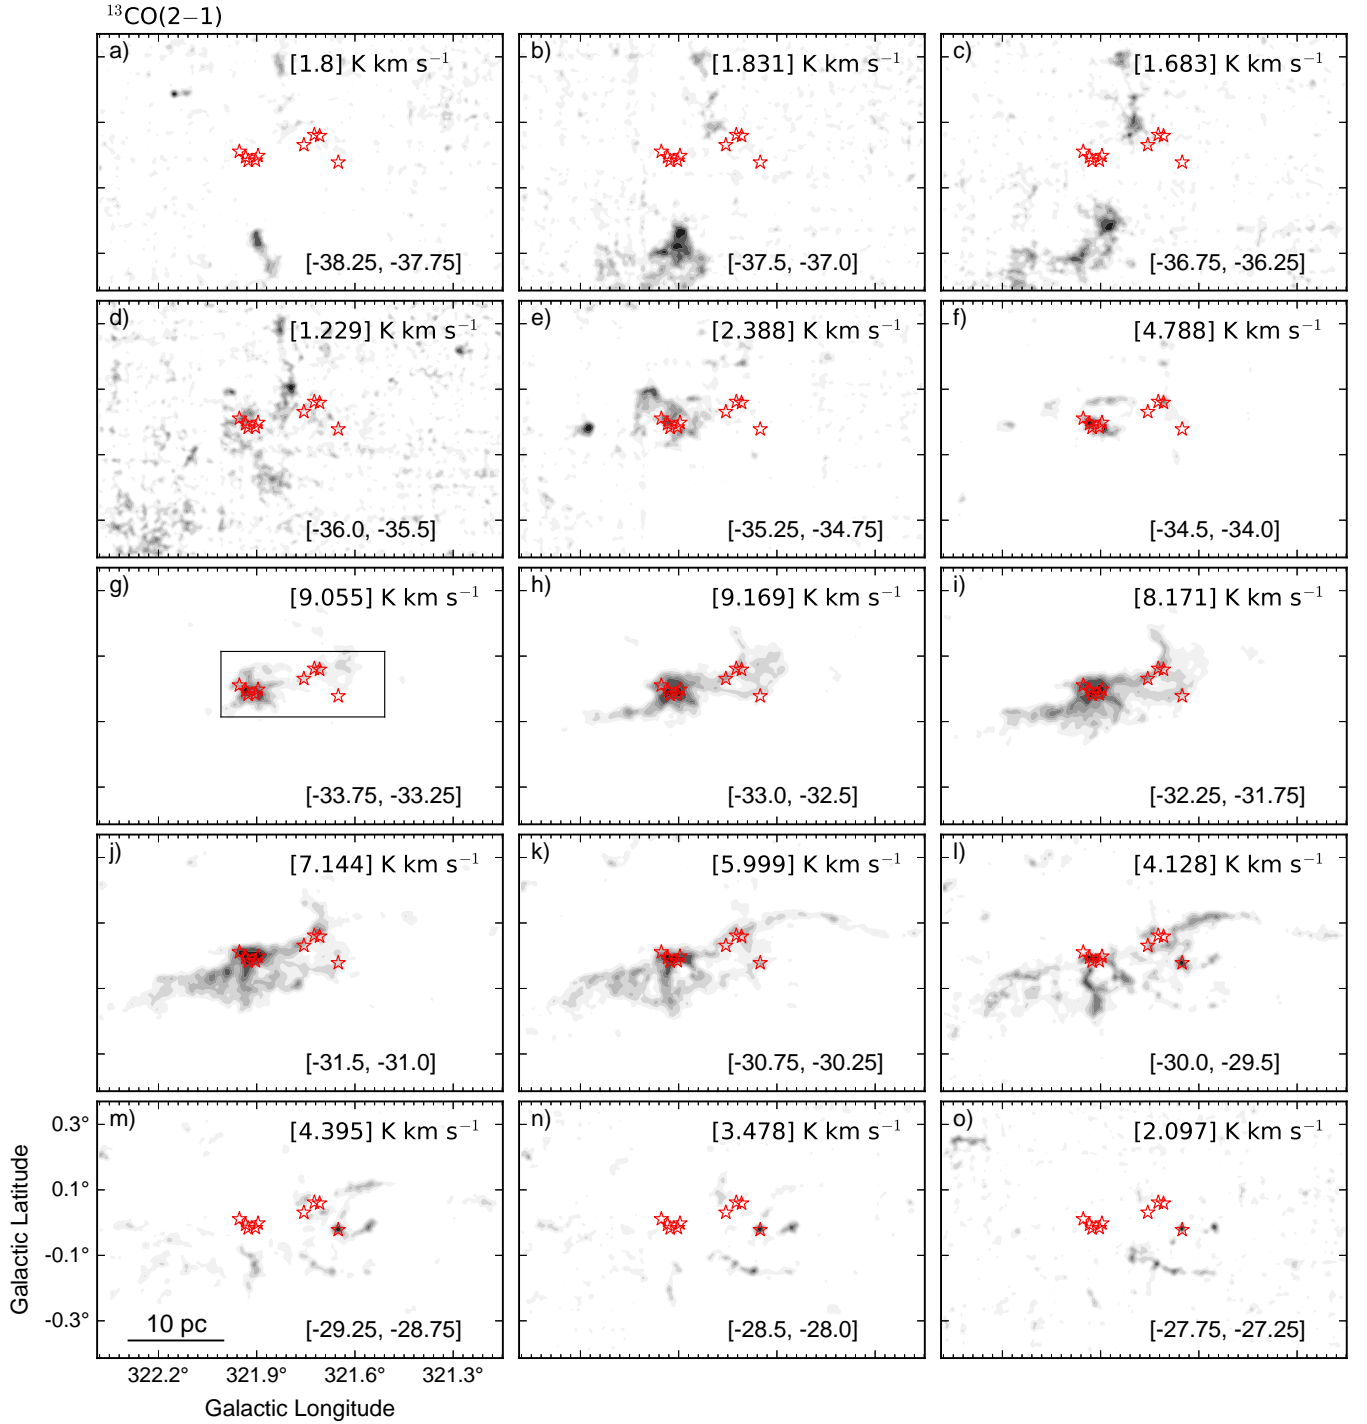 ¹³CO(2−1)
a) [1.8] K km s⁻¹
[-38.25, -37.75]
b) [1.831] K km s⁻¹
[-37.5, -37.0]
c) [1.683] K km s⁻¹
[-36.75, -36.25]
d) [1.229] K km s⁻¹
[-36.0, -35.5]
e) [2.388] K km s⁻¹
[-35.25, -34.75]
f) [4.788] K km s⁻¹
[-34.5, -34.0]
g) [9.055] K km s⁻¹
[-33.75, -33.25]
h) [9.169] K km s⁻¹
[-33.0, -32.5]
i) [8.171] K km s⁻¹
[-32.25, -31.75]
j) [7.144] K km s⁻¹
[-31.5, -31.0]
k) [5.999] K km s⁻¹
[-30.75, -30.25]
l) [4.128] K km s⁻¹
[-30.0, -29.5]
m) [4.395] K km s⁻¹
[-29.25, -28.75]
10 pc
n) [3.478] K km s⁻¹
[-28.5, -28.0]
o) [2.097] K km s⁻¹
[-27.75, -27.25]
0.3°
0.1°
-0.1°
-0.3°
Galactic Latitude
322.2° 321.9° 321.6° 321.3°
Galactic Longitude